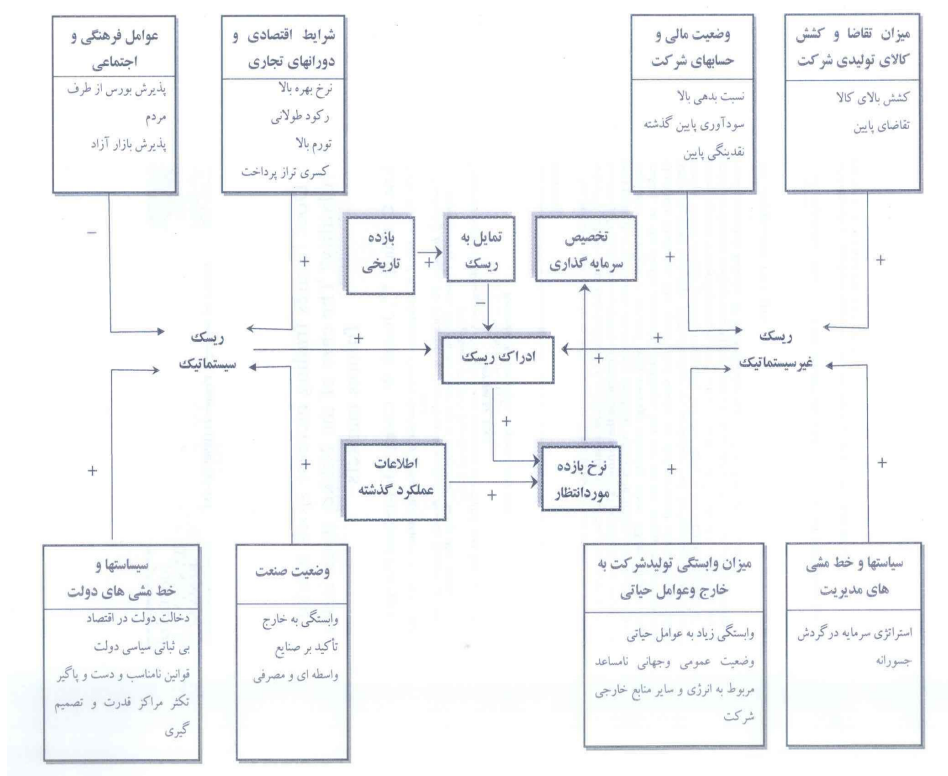 میزان تقاضا و کشش
کالای تولیدی شرکت
کشش بالای کالا
تقاضای پایین
وضعیت مالی و
حسابهای شرکت
نسبت بدهی بالا
سودآوری پایین گذشته
نقدینگی پایین
شرایط اقتصادی و
دورانهای تجاری
نرخ بهره بالا
رکود طولانی
تورم بالا
کسری تراز پرداخت
عوامل فرهنگی و
اجتماعی
پذیرش بورس از طرف
مردم
پذیرش بازار آزاد
+
+
+
–
تخصیص
سرمایه گذاری
تمایل به
ریسک
+
بازده
تاریخی
–
ریسک
غیرسیستماتیک
+
+
ادراک ریسک
+
ریسک
سیستماتیک
+
نرخ بازده
موردانتظار
+
اطلاعات
عملکرد گذشته
+
+
+
+
سیاستها و خط مشی
های مدیریت
استراتژی سرمایه درگردش
جسورانه
میزان وابستگی تولیدشرکت به
خارج وعوامل حیاتی
وابستگی زیاد به عوامل حیاتی
وضعیت عمومی وجهانی نامساعد
مربوط به انرژی و سایر منابع خارجی
شرکت
وضعیت صنعت
وابستگی به خارج
تأکید بر صنایع
واسطه ای و مصرفی
سیساستها و
خط مشی های دولت
دخالت دولت در اقتصاد
بی ثباتی سیاسی دولت
قوانین نامناسب و دست و پاگیر
تکثر مراکز قدرت و تصمیم
گیری